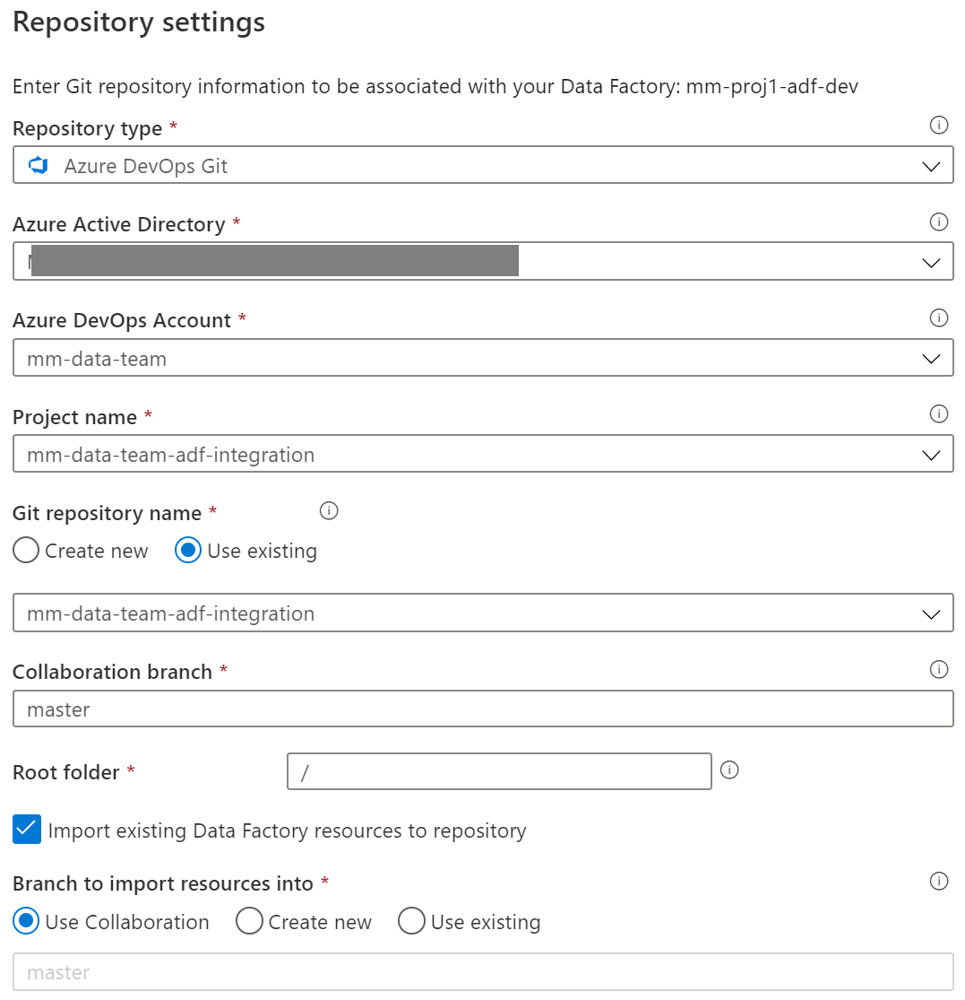 Repository settings
Enter Git repository information to be associated with your Data Factory: mm-proj1-adf-dev
Repository type *
Azure DevOps Git
Azure Active Directory *
Azure DevOps Account *
mm-data-team
Project name *
mm-data-team-adf-integration
Git repository name *
Create new Use existing
mm-data-team-adf-integration
Collaboration branch *
master
Root folder * /
Import existing Data Factory resources to repository
Branch to import resources into *
Use Collaboration Create new Use existing
master